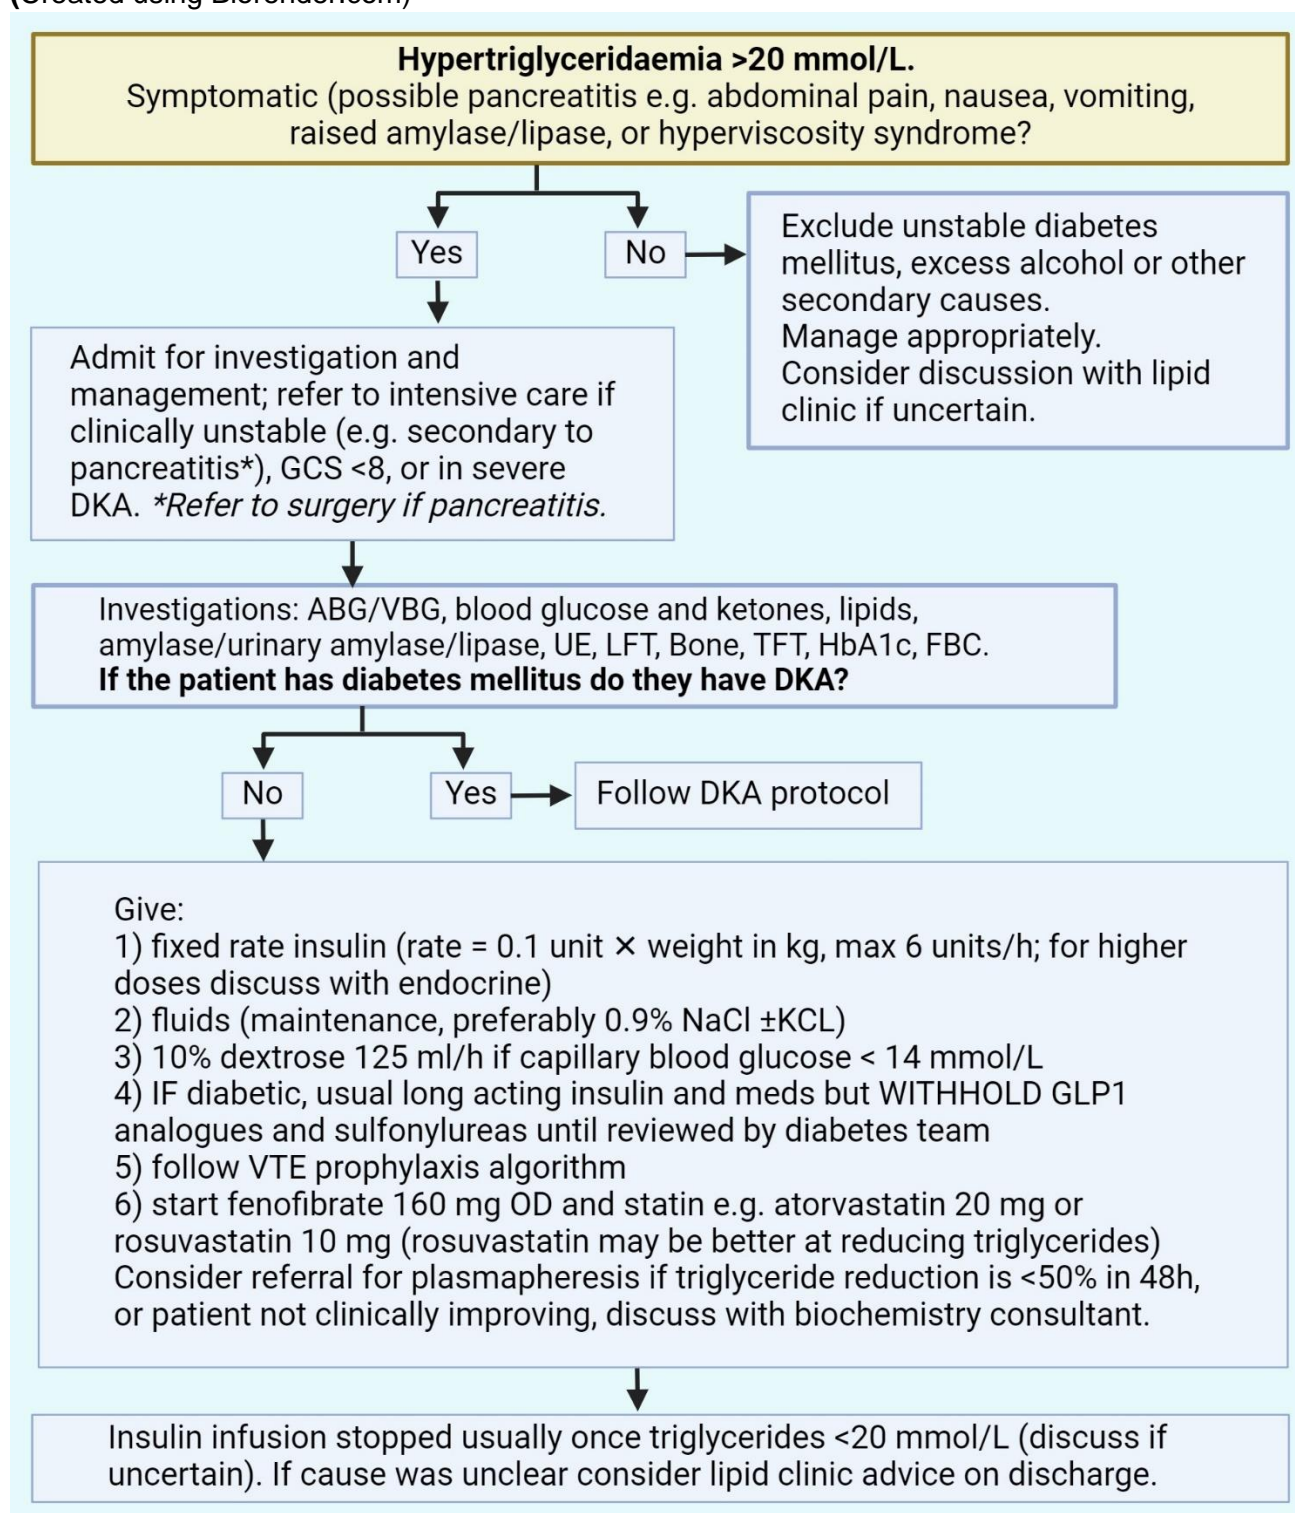 (Created using Biorender.com)
Hypertriglyceridaemia >20 mmol/L.
Symptomatic (possible pancreatitis e.g. abdominal pain, nausea, vomiting,
raised amylase/lipase, or hyperviscosity syndrome?
Yes
No
Exclude unstable diabetes
mellitus, excess alcohol or other
secondary causes.
Manage appropriately.
Consider discussion with lipid
clinic if uncertain.
Admit for investigation and
management; refer to intensive care if
clinically unstable (e.g. secondary to
pancreatitis*), GCS <8, or in severe
DKA. *Refer to surgery if pancreatitis.
Investigations: ABG/VBG, blood glucose and ketones, lipids,
amylase/urinary amylase/lipase, UE, LFT, Bone, TFT, HbA1c, FBC.
If the patient has diabetes mellitus do they have DKA?
No
Yes
Follow DKA protocol
Give:
1) fixed rate insulin (rate = 0.1 unit × weight in kg, max 6 units/h; for higher
doses discuss with endocrine)
2) fluids (maintenance, preferably 0.9% NaCl ±KCL)
3) 10% dextrose 125 ml/h if capillary blood glucose < 14 mmol/L
4) IF diabetic, usual long acting insulin and meds but WITHHOLD GLP1
analogues and sulfonylureas until reviewed by diabetes team
5) follow VTE prophylaxis algorithm
6) start fenofibrate 160 mg OD and statin e.g. atorvastatin 20 mg or
rosuvastatin 10 mg (rosuvastatin may be better at reducing triglycerides)
Consider referral for plasmapheresis if triglyceride reduction is <50% in 48h,
or patient not clinically improving, discuss with biochemistry consultant.
Insulin infusion stopped usually once triglycerides <20 mmol/L (discuss if
uncertain). If cause was unclear consider lipid clinic advice on discharge.